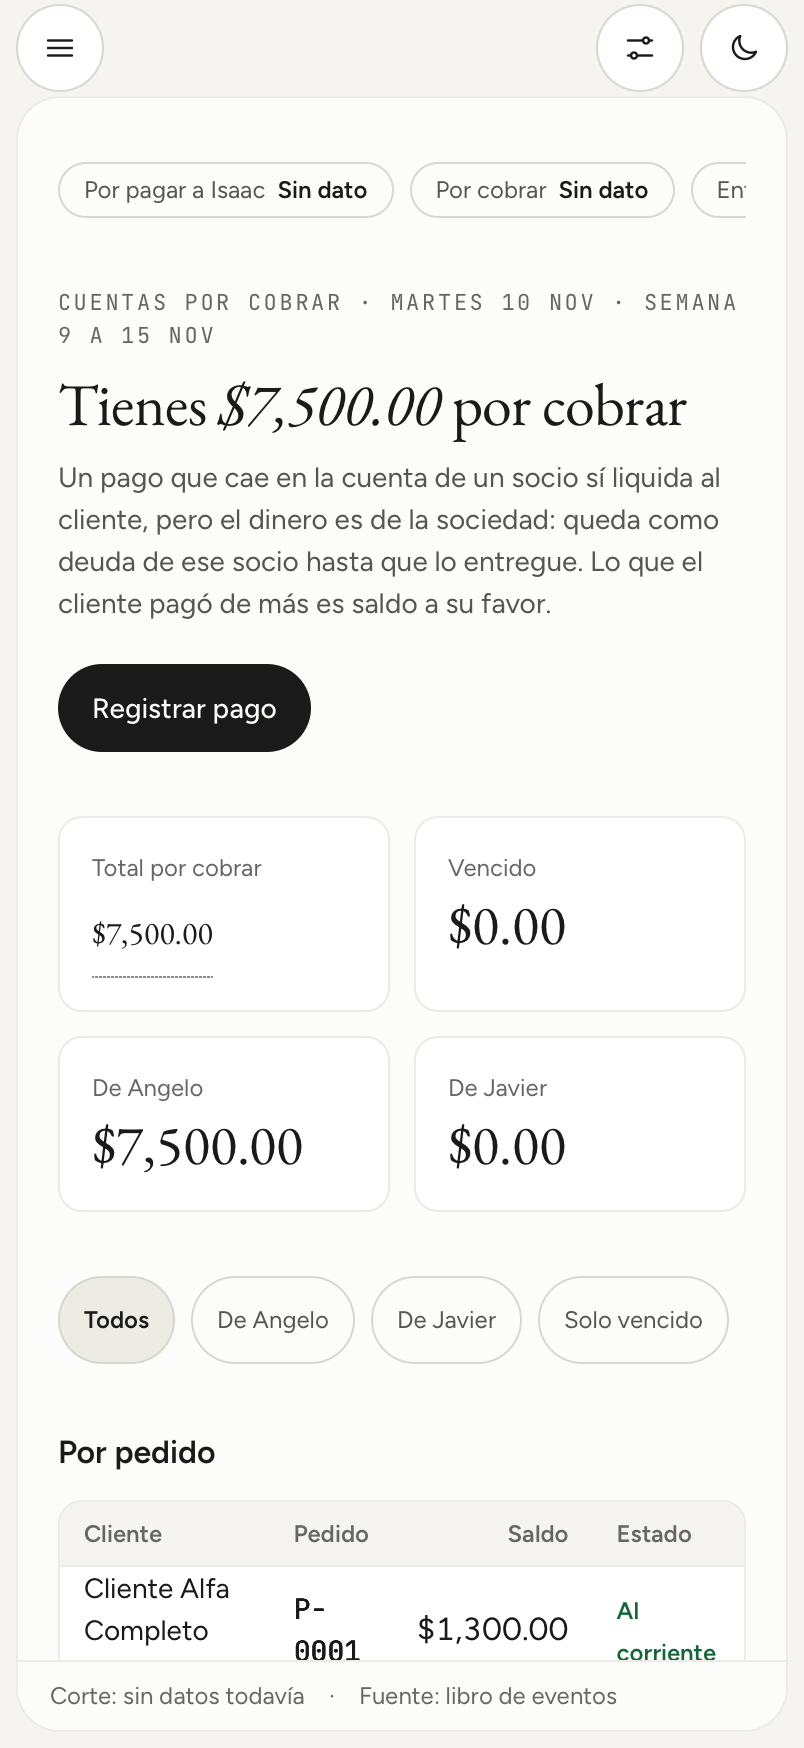 Por pagar a Isaac Sin dato
Por cobrar Sin dato
CUENTAS POR COBRAR · MARTES 10 NOV · SEMANA
9 A 15 NOV
Tienes $7,500.00 por cobrar
Un pago que cae en la cuenta de un socio sí liquida al
cliente, pero el dinero es de la sociedad: queda como
deuda de ese socio hasta que lo entregue. Lo que el
cliente pagó de más es saldo a su favor.
Registrar pago
Total por cobrar
$7,500.00
Vencido
$0.00
De Angelo
$7,500.00
De Javier
$0.00
Todos
De Angelo
De Javier
Solo vencido
Por pedido
Cliente Pedido Saldo Estado
Cliente Alfa
Completo
P-
0001
$1,300.00
Al
corriente
Corte: sin datos todavía · Fuente: libro de eventos